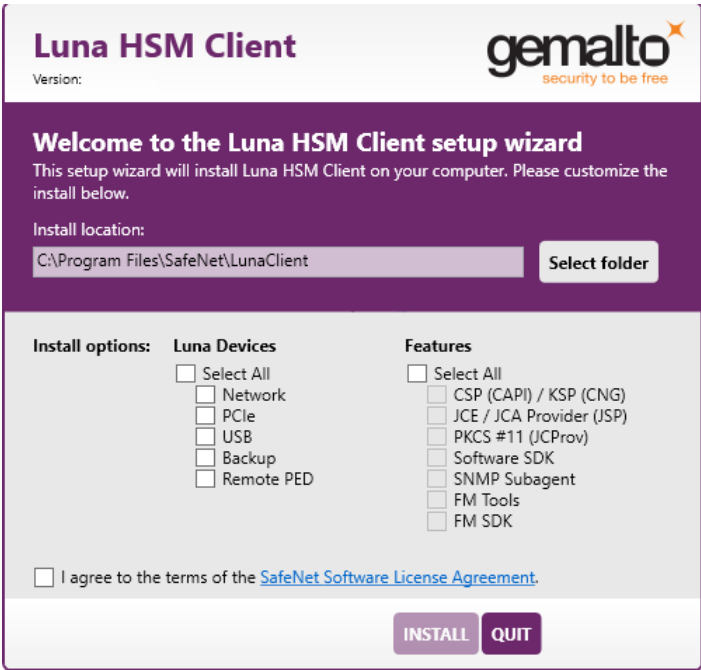 Luna HSM Client
Version:
gemalto
security to be free
Welcome to the Luna HSM Client setup wizard
This setup wizard will install Luna HSM Client on your computer. Please customize the
install below.
Install location:
C:\Program Files\SafeNet\LunaClient
Select folder
Install options:
Luna Devices
Select All
Network
PCIe
USB
Backup
Remote PED
Features
Select All
CSP (CAPI) / KSP (CNG)
JCE / JCA Provider (JSP)
PKCS #11 (JCProv)
Software SDK
SNMP Subagent
FM Tools
FM SDK
I agree to the terms of the SafeNet Software License Agreement.
INSTALL
QUIT